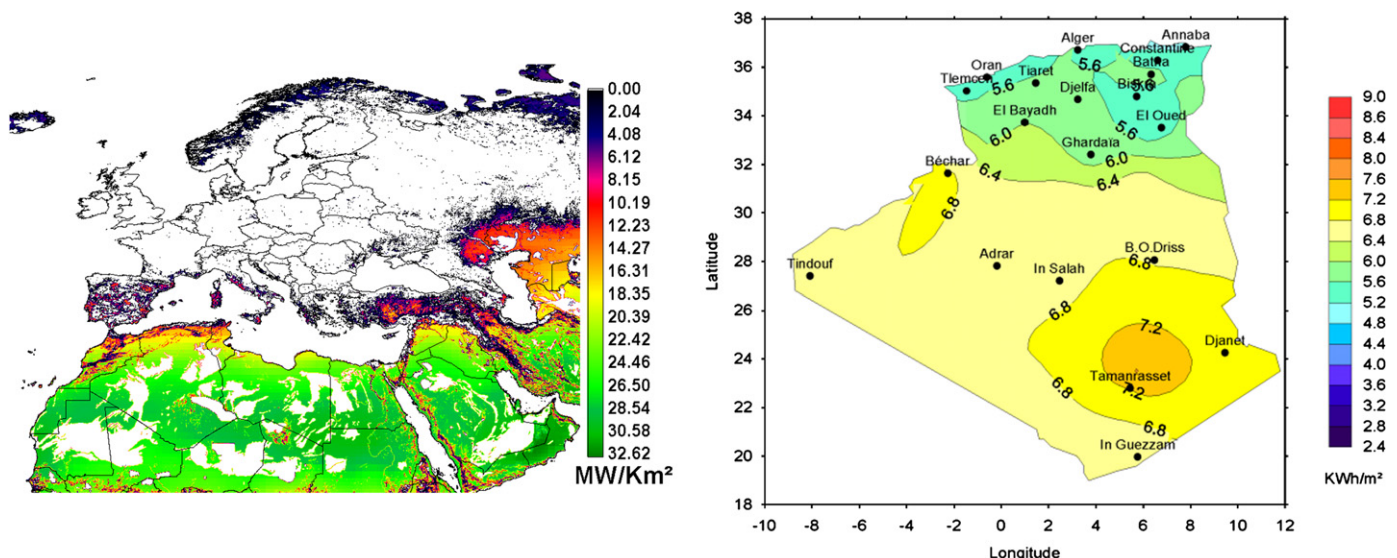 0.00
2.04
4.08
6.12
8.15
10.19
12.23
14.27
16.31
18.35
20.39
22.46
24.47
26.50
28.54
30.58
32.62
MW/Km²
38
36
34
32
30
28
26
24
22
20
18
Latitude
-10 -8 -6 -4 -2 0 2 4 6 8 10 12
Longitude
Alger
Annaba
Constantine
Oran
Tiaret
5.6
Batna
Tlemcen
5.6
Djelfa
Biskra
5.6
El Bayadh
El Oued
6.0
5.6
Ghardaïa
6.0
Béchar
6.4
6.4
6.8
Adrar
B.O.Driss
6.8
Tindouf
In Salah
6.8
7.2
Djanet
Tamanrasset
7.2
6.8
6.8
In Guezzam
9.0
8.6
8.4
8.0
7.6
7.2
6.8
6.4
6.0
5.6
5.2
4.8
4.4
4.0
3.6
3.2
2.8
2.4
KWh/m²